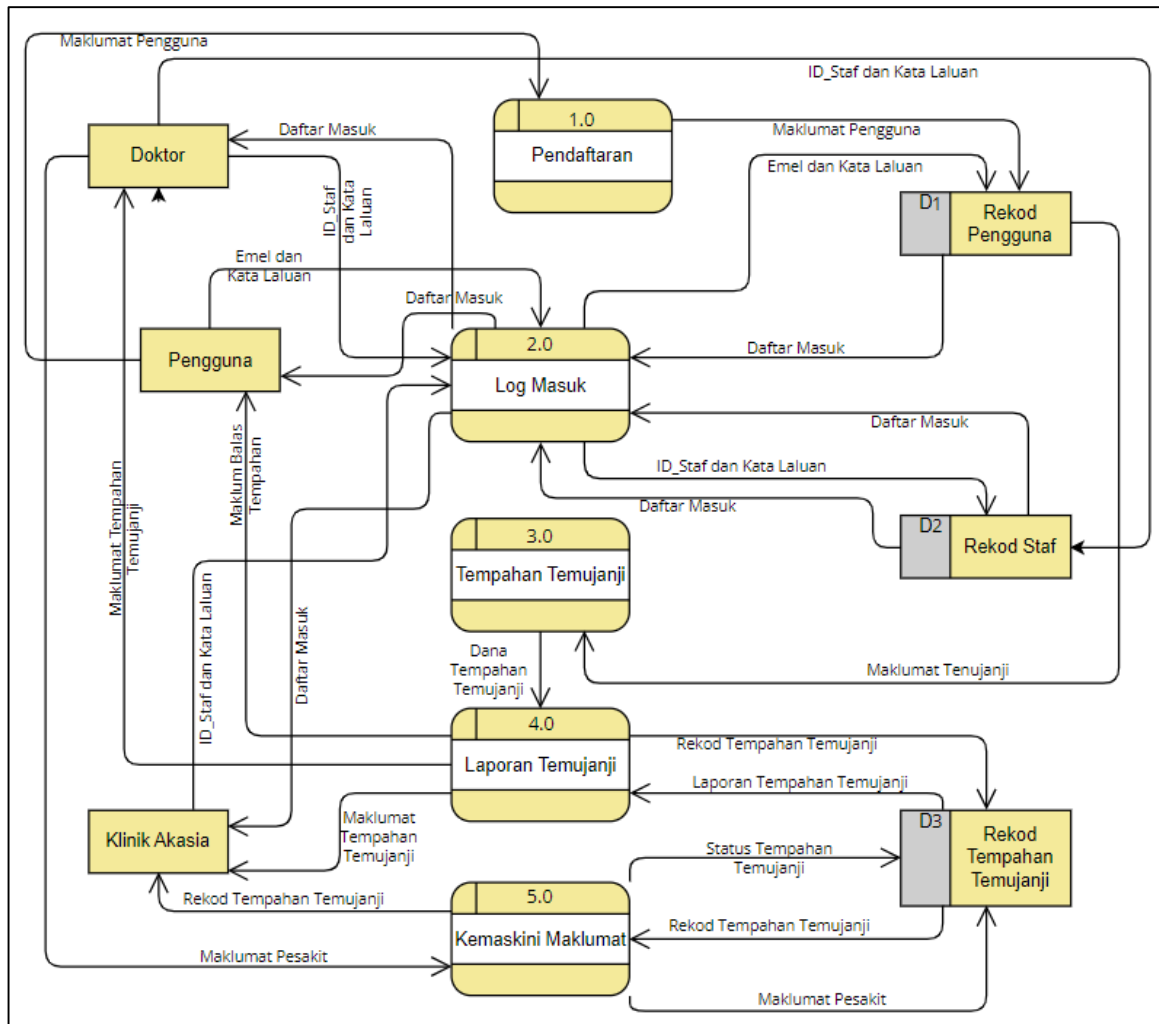 Maklumat Pengguna
ID_Staf dan Kata Laluan
1.0
Pendaftaran
Daftar Masuk
Doktor
Maklumat Pengguna
Emel dan Kata Laluan
D1
Rekod
Pengguna
ID_Staf
dan Kata
Laluan
Emel dan
Kata Laluan
Daftar Masuk
Pengguna
2.0
Log Masuk
Daftar Masuk
Daftar Masuk
ID_Staf dan Kata Laluan
Daftar Masuk
D2
Rekod Staf
Maklumat Tempahan
Temujanji
Maklum Balas
Tempahan
3.0
Tempahan Temujanji
ID_Staf dan Kata Laluan
Daftar Masuk
Dana
Tempahan
Temujanji
Maklumat Tenujanji
4.0
Laporan Temujanji
Rekod Tempahan Temujanji
Laporan Tempahan Temujanji
Klinik Akasia
Maklumat
Tempahan
Temujanji
D3
Rekod
Tempahan
Temujanji
Status Tempahan
Temujanji
5.0
Kemaskini Maklumat
Rekod Tempahan Temujanji
Rekod Tempahan Temujanji
Maklumat Pesakit
Maklumat Pesakit